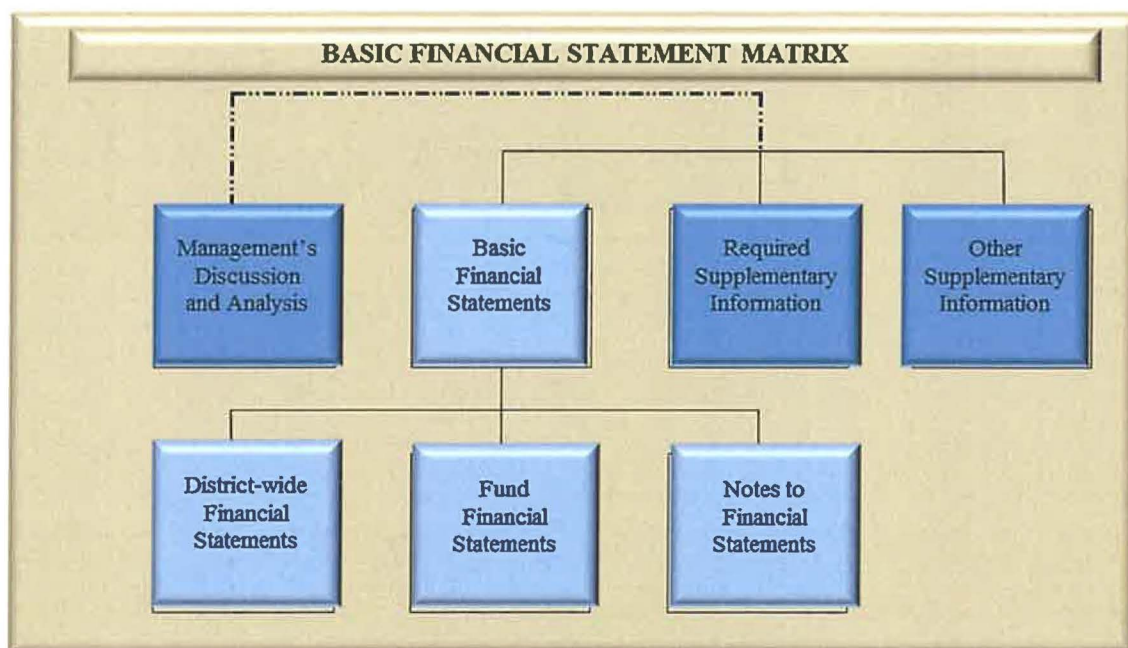 BASIC FINANCIAL STATEMENT MATRIX
Management's
Discussion
and Analysis
Basic
Financial
Statements
Required
Supplementary
Information
Other
Supplementary
Information
District-wide
Financial
Statements
Fund
Financial
Statements
Notes to
Financial
Statements